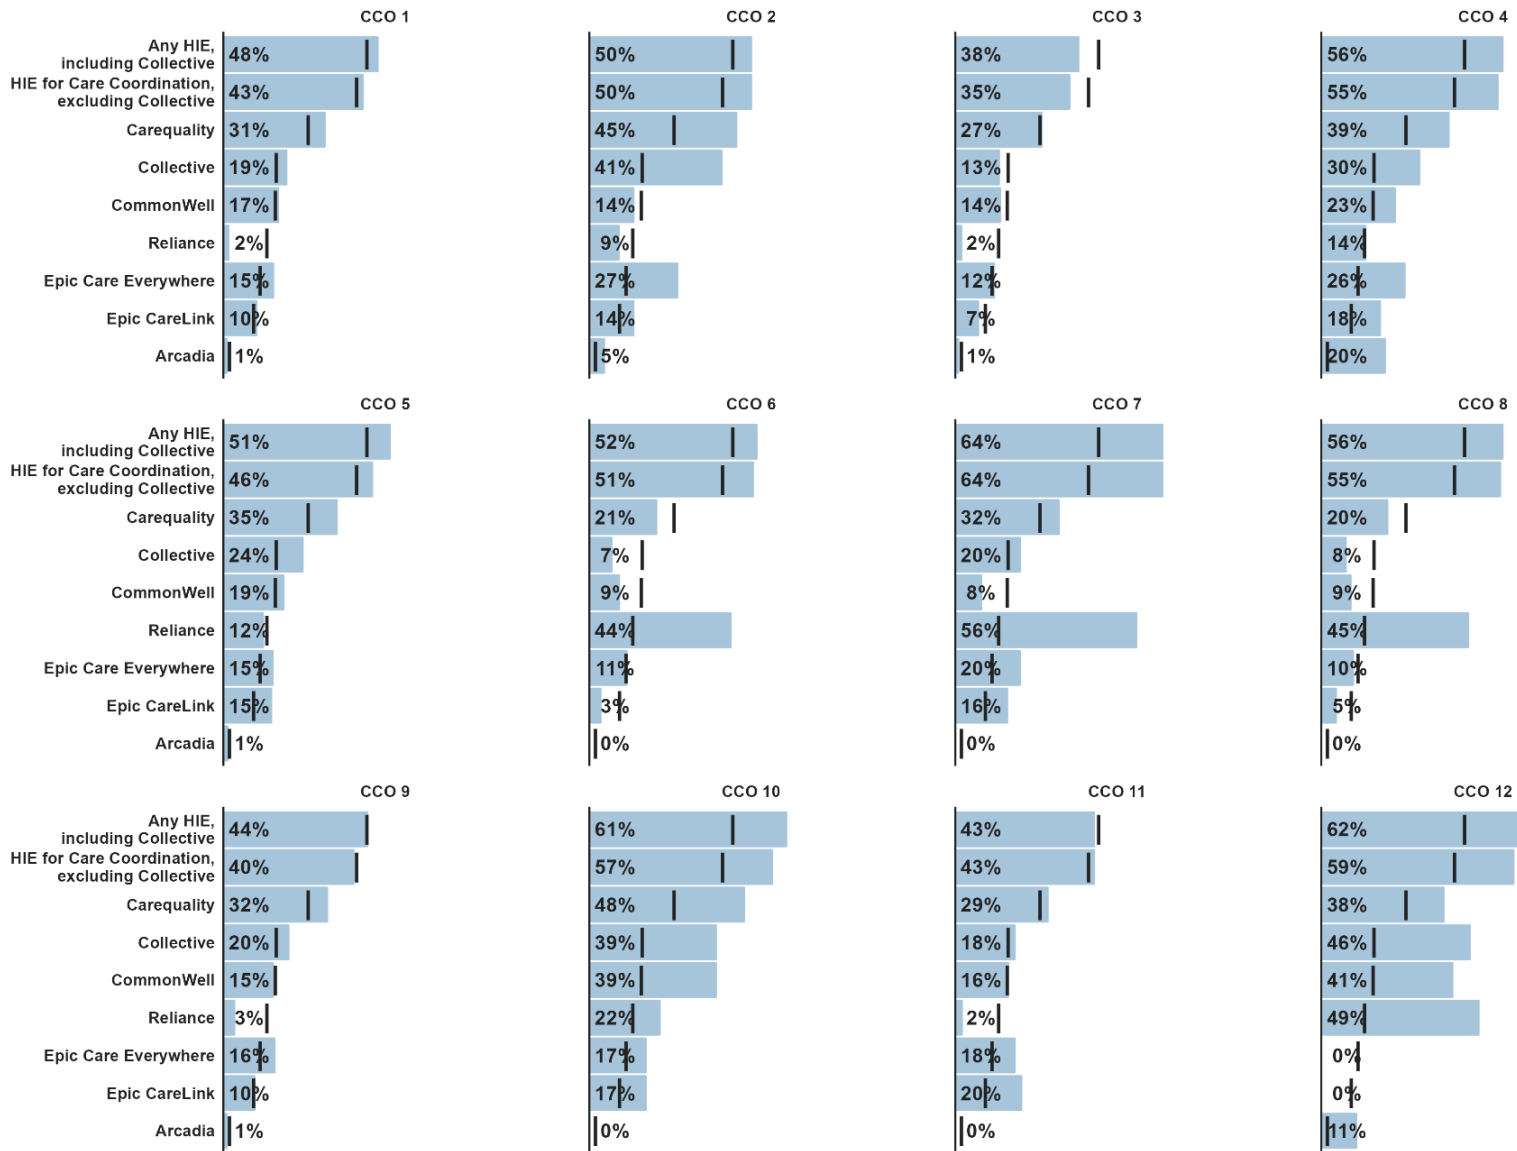 CCO 1 CCO 2 CCO 3 CCO 4
Any HIE,
including Collective 48% 50% 38% 56%
HIE for Care Coordination,
excluding Collective 43% 50% 35% 55%
Carequality 31% 45% 27% 39%
Collective 19% 41% 13% 30%
CommonWell 17% 14% 14% 23%
Reliance 2% 9% 2% 14%
Epic Care Everywhere 15% 27% 12% 26%
Epic CareLink 10% 14% 7% 18%
Arcadia 1% 5% 1% 20%
CCO 5 CCO 6 CCO 7 CCO 8
Any HIE,
including Collective 51% 52% 64% 56%
HIE for Care Coordination,
excluding Collective 46% 51% 64% 55%
Carequality 35% 21% 32% 20%
Collective 24% 7% 20% 8%
CommonWell 19% 9% 8% 9%
Reliance 12% 44% 56% 45%
Epic Care Everywhere 15% 11% 20% 10%
Epic CareLink 15% 3% 16% 5%
Arcadia 1% 0% 0% 0%
CCO 9 CCO 10 CCO 11 CCO 12
Any HIE,
including Collective 44% 61% 43% 62%
HIE for Care Coordination,
excluding Collective 40% 57% 43% 59%
Carequality 32% 48% 29% 38%
Collective 20% 39% 18% 46%
CommonWell 15% 39% 16% 41%
Reliance 3% 22% 2% 49%
Epic Care Everywhere 16% 17% 18% 0%
Epic CareLink 10% 17% 20% 0%
Arcadia 1% 0% 0% 11%